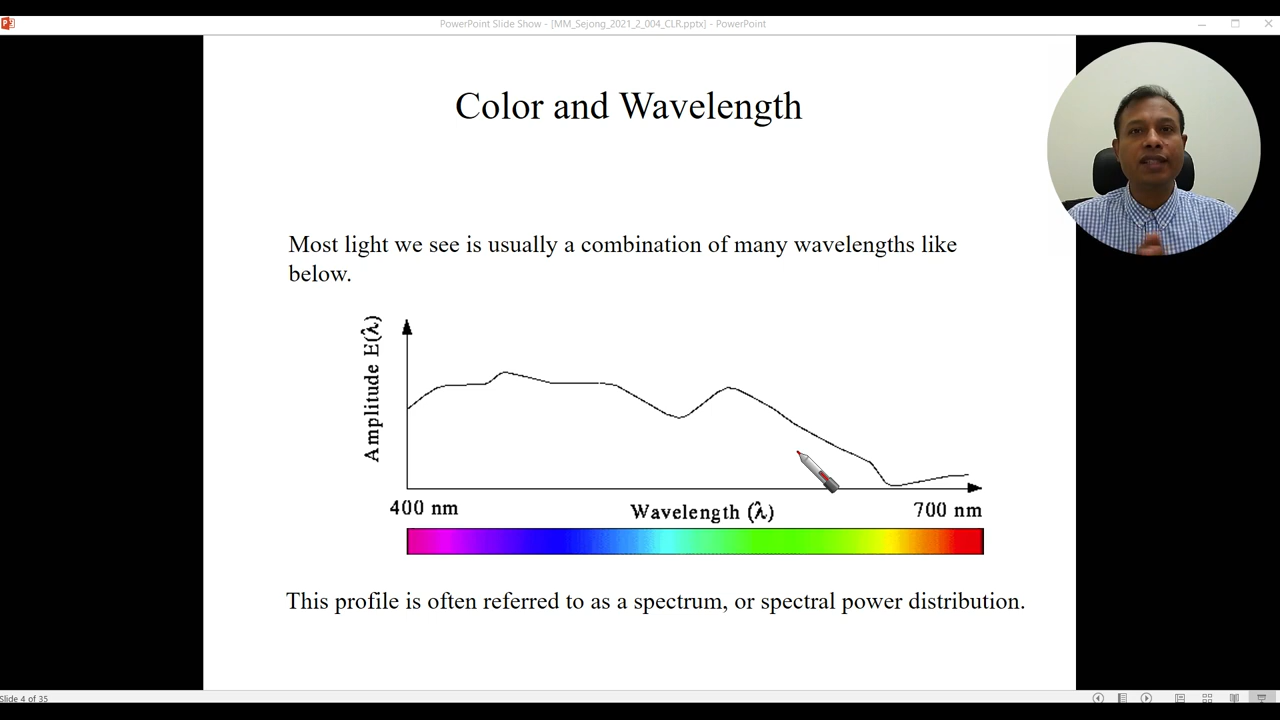 PowerPoint Slide Show - [MM_Sejong_2021_2_004_CLR.pptx] - PowerPoint
Color and Wavelength
Most light we see is usually a combination of many wavelengths like
below.
Amplitude E(λ)
400 nm
Wavelength (λ)
700 nm
This profile is often referred to as a spectrum, or spectral power distribution.
Slide 4 of 35